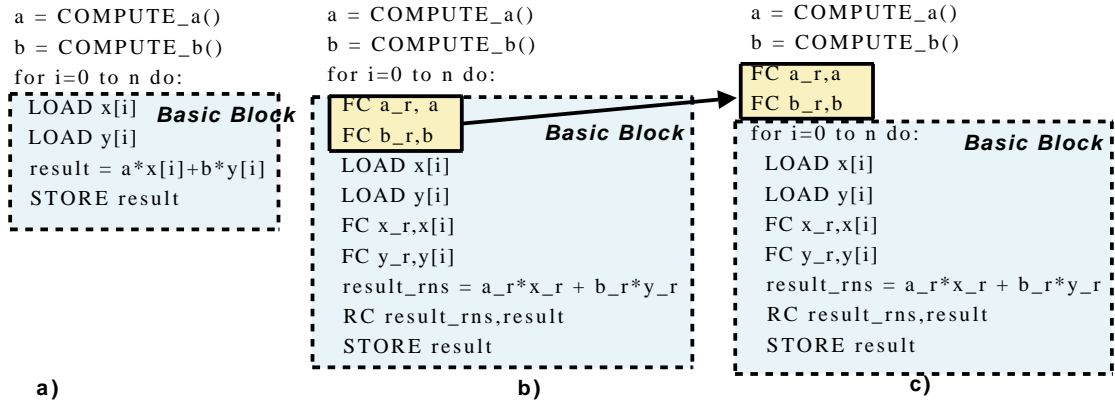 a = COMPUTE_a()
b = COMPUTE_b()
for i=0 to n do:
LOAD x[i]
Basic Block
LOAD y[i]
result = a*x[i]+b*y[i]
STORE result
a)
a = COMPUTE_a()
b = COMPUTE_b()
for i=0 to n do:
FC a_r, a
FC b_r,b
Basic Block
LOAD x[i]
LOAD y[i]
FC x_r,x[i]
FC y_r,y[i]
result_rns = a_r*x_r + b_r*y_r
RC result_rns,result
STORE result
b)
a = COMPUTE_a()
b = COMPUTE_b()
FC a_r,a
FC b_r,b
for i=0 to n do:
Basic Block
LOAD x[i]
LOAD y[i]
FC x_r,x[i]
FC y_r,y[i]
result_rns = a_r*x_r + b_r*y_r
RC result_rns,result
STORE result
c)